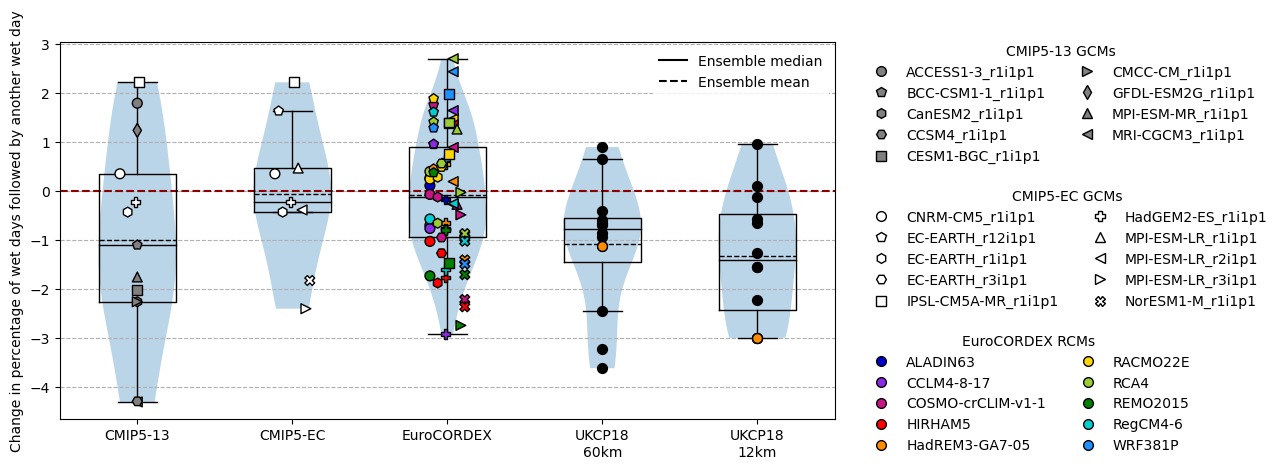 Change in percentage of wet days followed by another wet day
3
2
1
0
−1
−2
−3
−4
Ensemble median
Ensemble mean
CMIP5-13
CMIP5-EC
EuroCORDEX
UKCP18
60km
UKCP18
12km
CMIP5-13 GCMs
ACCESS1-3_r1i1p1
BCC-CSM1-1_r1i1p1
CanESM2_r1i1p1
CCSM4_r1i1p1
CESM1-BGC_r1i1p1
CMCC-CM_r1i1p1
GFDL-ESM2G_r1i1p1
MPI-ESM-MR_r1i1p1
MRI-CGCM3_r1i1p1
CMIP5-EC GCMs
CNRM-CM5_r1i1p1
EC-EARTH_r12i1p1
EC-EARTH_r1i1p1
EC-EARTH_r3i1p1
IPSL-CM5A-MR_r1i1p1
HadGEM2-ES_r1i1p1
MPI-ESM-LR_r1i1p1
MPI-ESM-LR_r2i1p1
MPI-ESM-LR_r3i1p1
NorESM1-M_r1i1p1
EuroCORDEX RCMs
ALADIN63
CCLM4-8-17
COSMO-crCLIM-v1-1
HIRHAM5
HadREM3-GA7-05
RACMO22E
RCA4
REMO2015
RegCM4-6
WRF381P